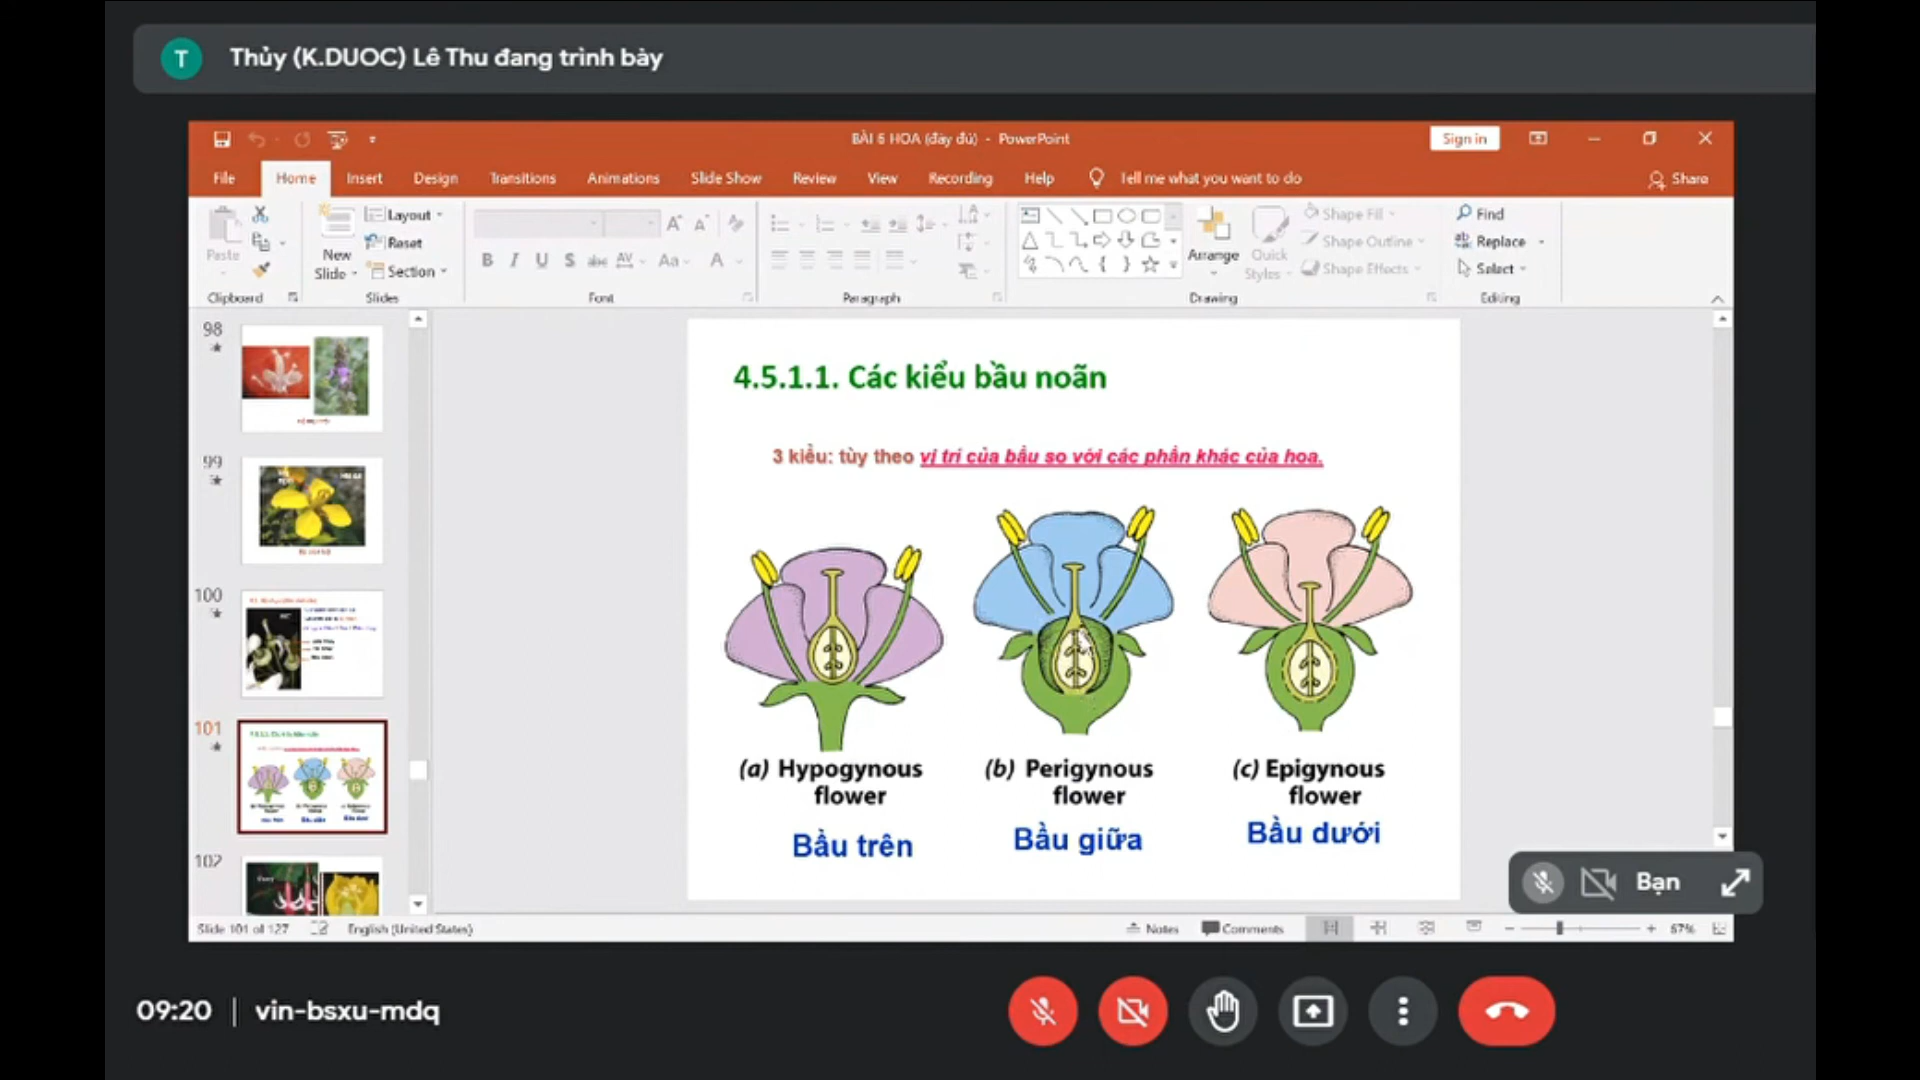 T
Thủy (K.DUOC) Lê Thu đang trình bày
BÀI 6 HOA (đầy đủ) - PowerPoint
Sign in
File Home Insert Design Transitions Animations Slide Show Review View Recording Help Tell me what you want to do Share
Paste
New Slide
Layout
Reset
Section
B I U S abc AV Aa A
Arrange
Quick Styles
Shape Fill
Shape Outline
Shape Effects
Find
Replace
Select
Clipboard Slides Font Paragraph Drawing Editing
98
99
100
101
102
4.5.1.1. Các kiểu bầu noãn
3 kiểu: tùy theo vị trí của bầu so với các phần khác của hoa.
(a) Hypogynous flower
Bầu trên
(b) Perigynous flower
Bầu giữa
(c) Epigynous flower
Bầu dưới
Bạn
Slide 101 of 127 English (United States) Notes Comments 67%
09:20 | vin-bsxu-mdq